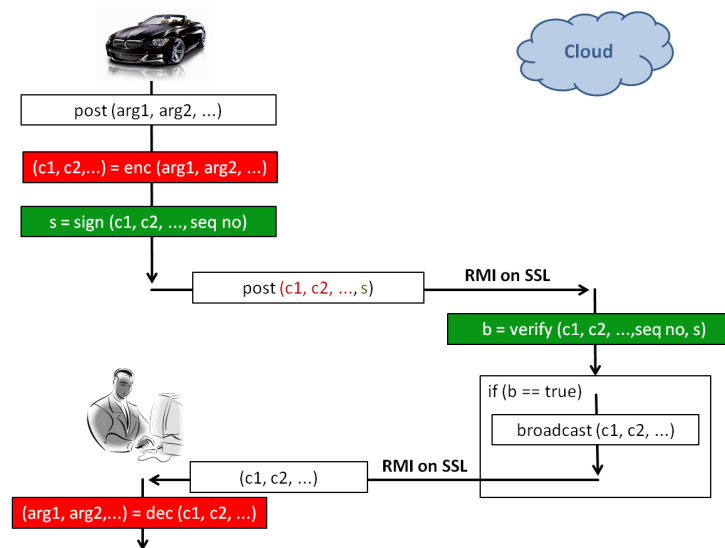 Cloud
post (arg1, arg2, ...)
(c1, c2,...) = enc (arg1, arg2, ...)
s = sign (c1, c2, ..., seq no)
post (c1, c2, ..., s)
RMI on SSL
b = verify (c1, c2, ...,seq no, s)
if (b == true)
broadcast (c1, c2, ...)
RMI on SSL
(c1, c2, ...)
(arg1, arg2,...) = dec (c1, c2, ...)